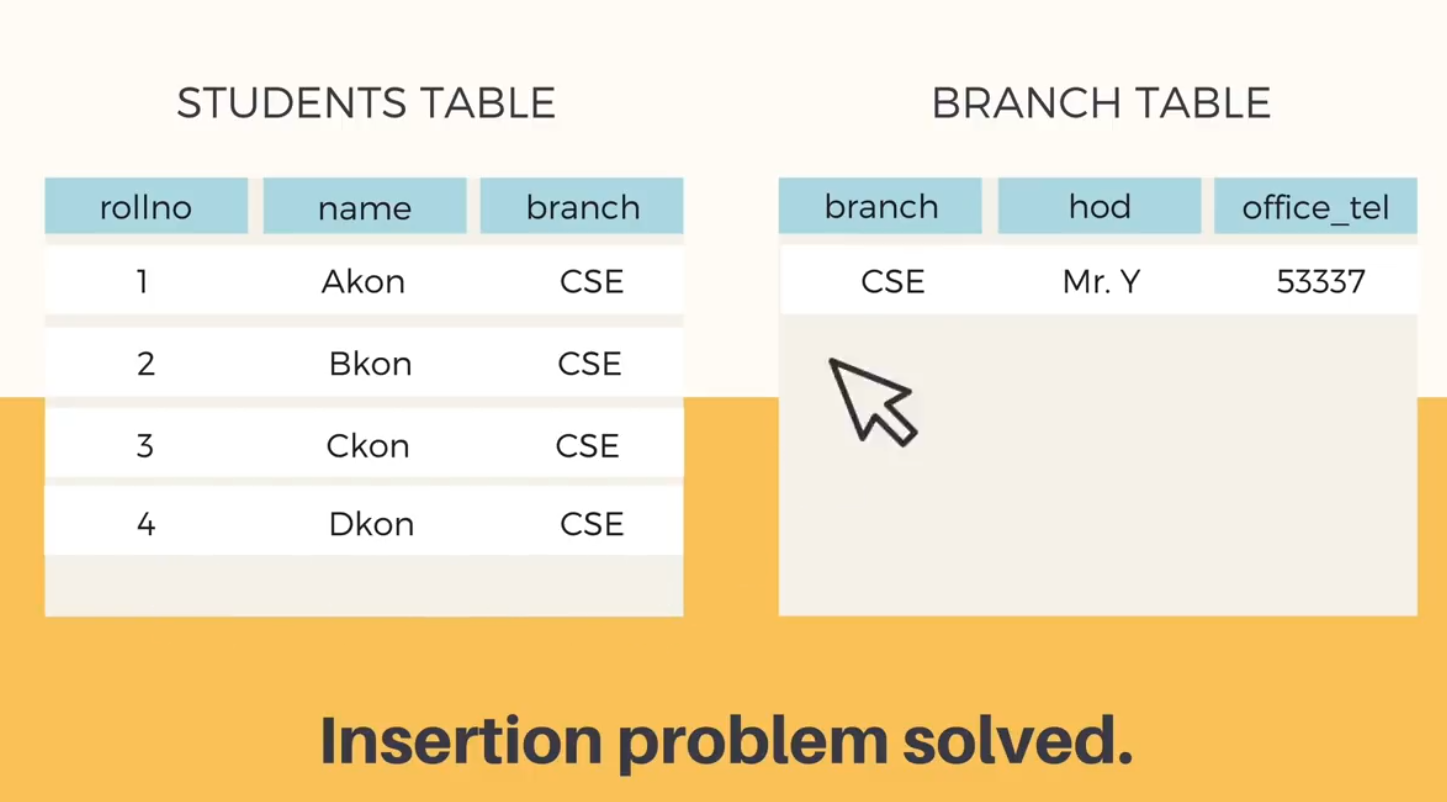 STUDENTS TABLE
BRANCH TABLE
rollno name branch
1 Akon CSE
2 Bkon CSE
3 Ckon CSE
4 Dkon CSE
branch hod office_tel
CSE Mr. Y 53337
Insertion problem solved.